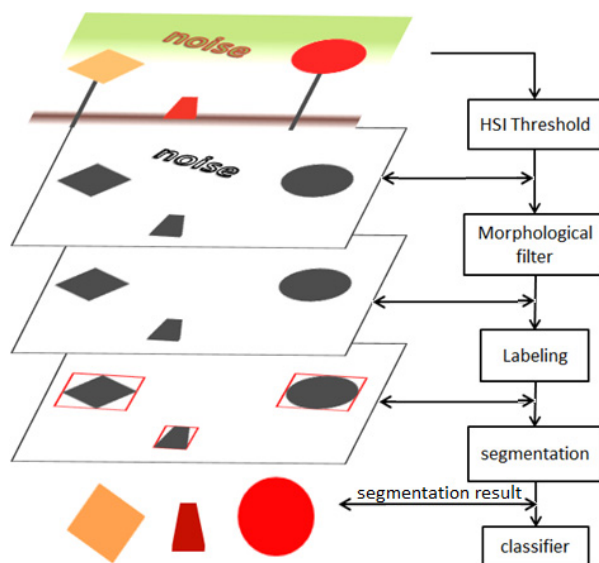 noise
HSI Threshold
noise
Morphological
filter
Labeling
segmentation
segmentation result
classifier